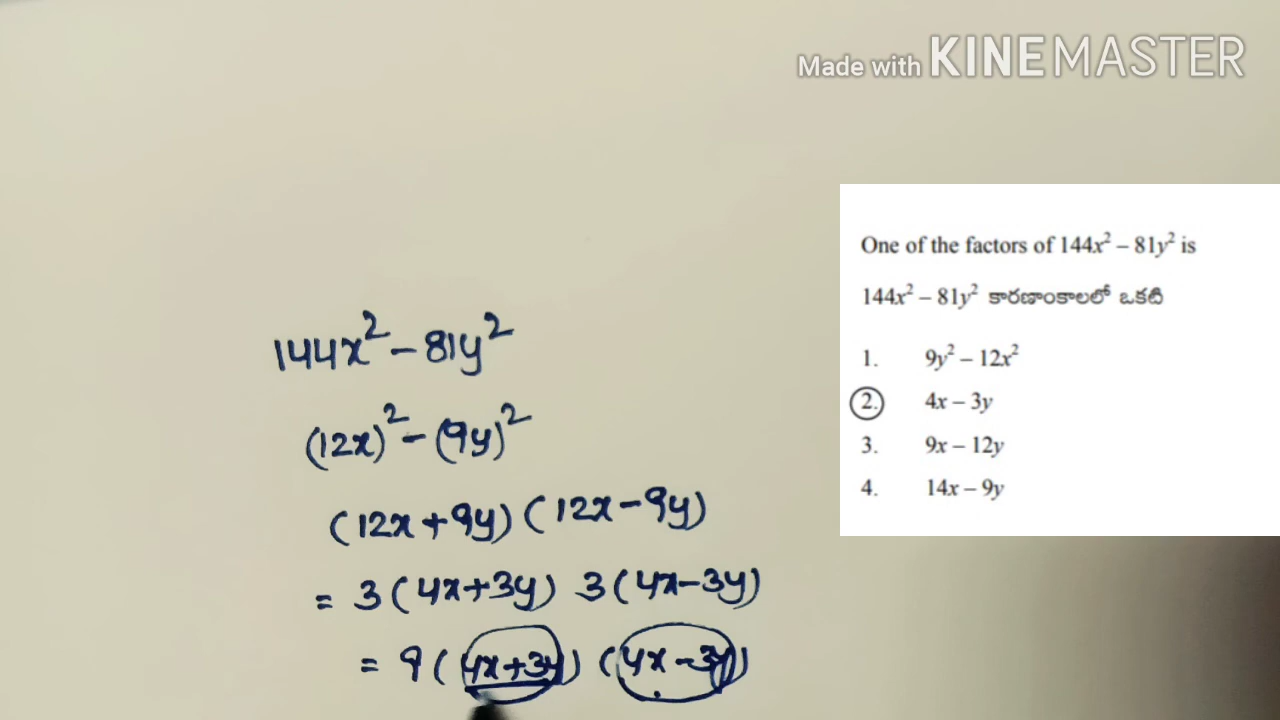 Made with KINEMASTER
144x² - 81y²
(12x)² - (9y)²
(12x+9y) (12x-9y)
= 3 (4x+3y) 3 (4x-3y)
= 9 (4x+3y) (4x-3y)
One of the factors of 144x² – 81y² is
144x² – 81y² కారణాంకాలలో ఒకటి
1. 9y² – 12x²
2. 4x – 3y
3. 9x – 12y
4. 14x – 9y